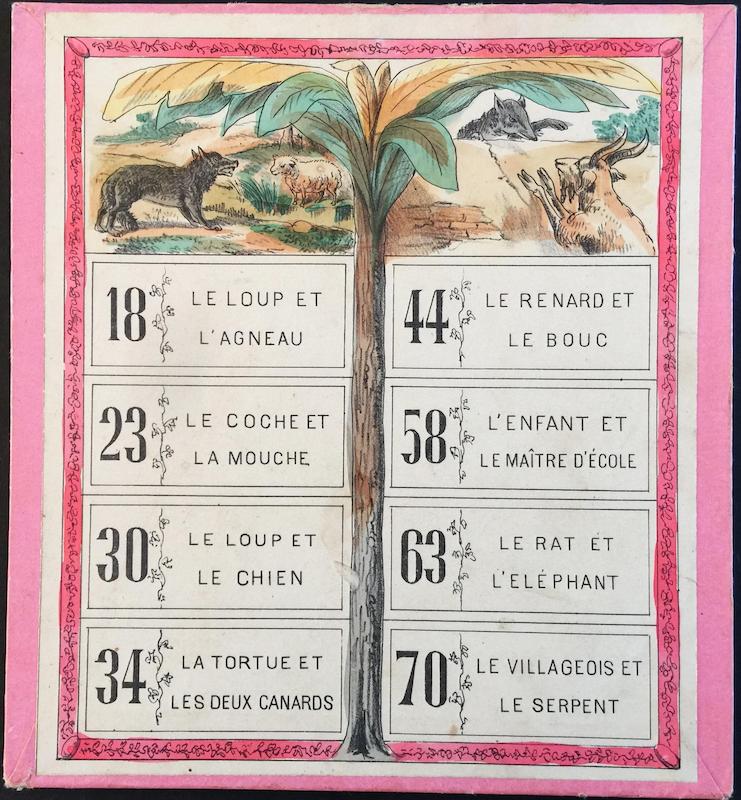 18
LE LOUP ET
L'AGNEAU
23
LE COCHE ET
LA MOUCHE
30
LE LOUP ET
LE CHIEN
34
LA TORTUE ET
LES DEUX CANARDS
44
LE RENARD ET
LE BOUC
58
L'ENFANT ET
LE MAÎTRE D'ÉCOLE
63
LE RAT ET
L'ELÉPHANT
70
LE VILLAGEOIS ET
LE SERPENT